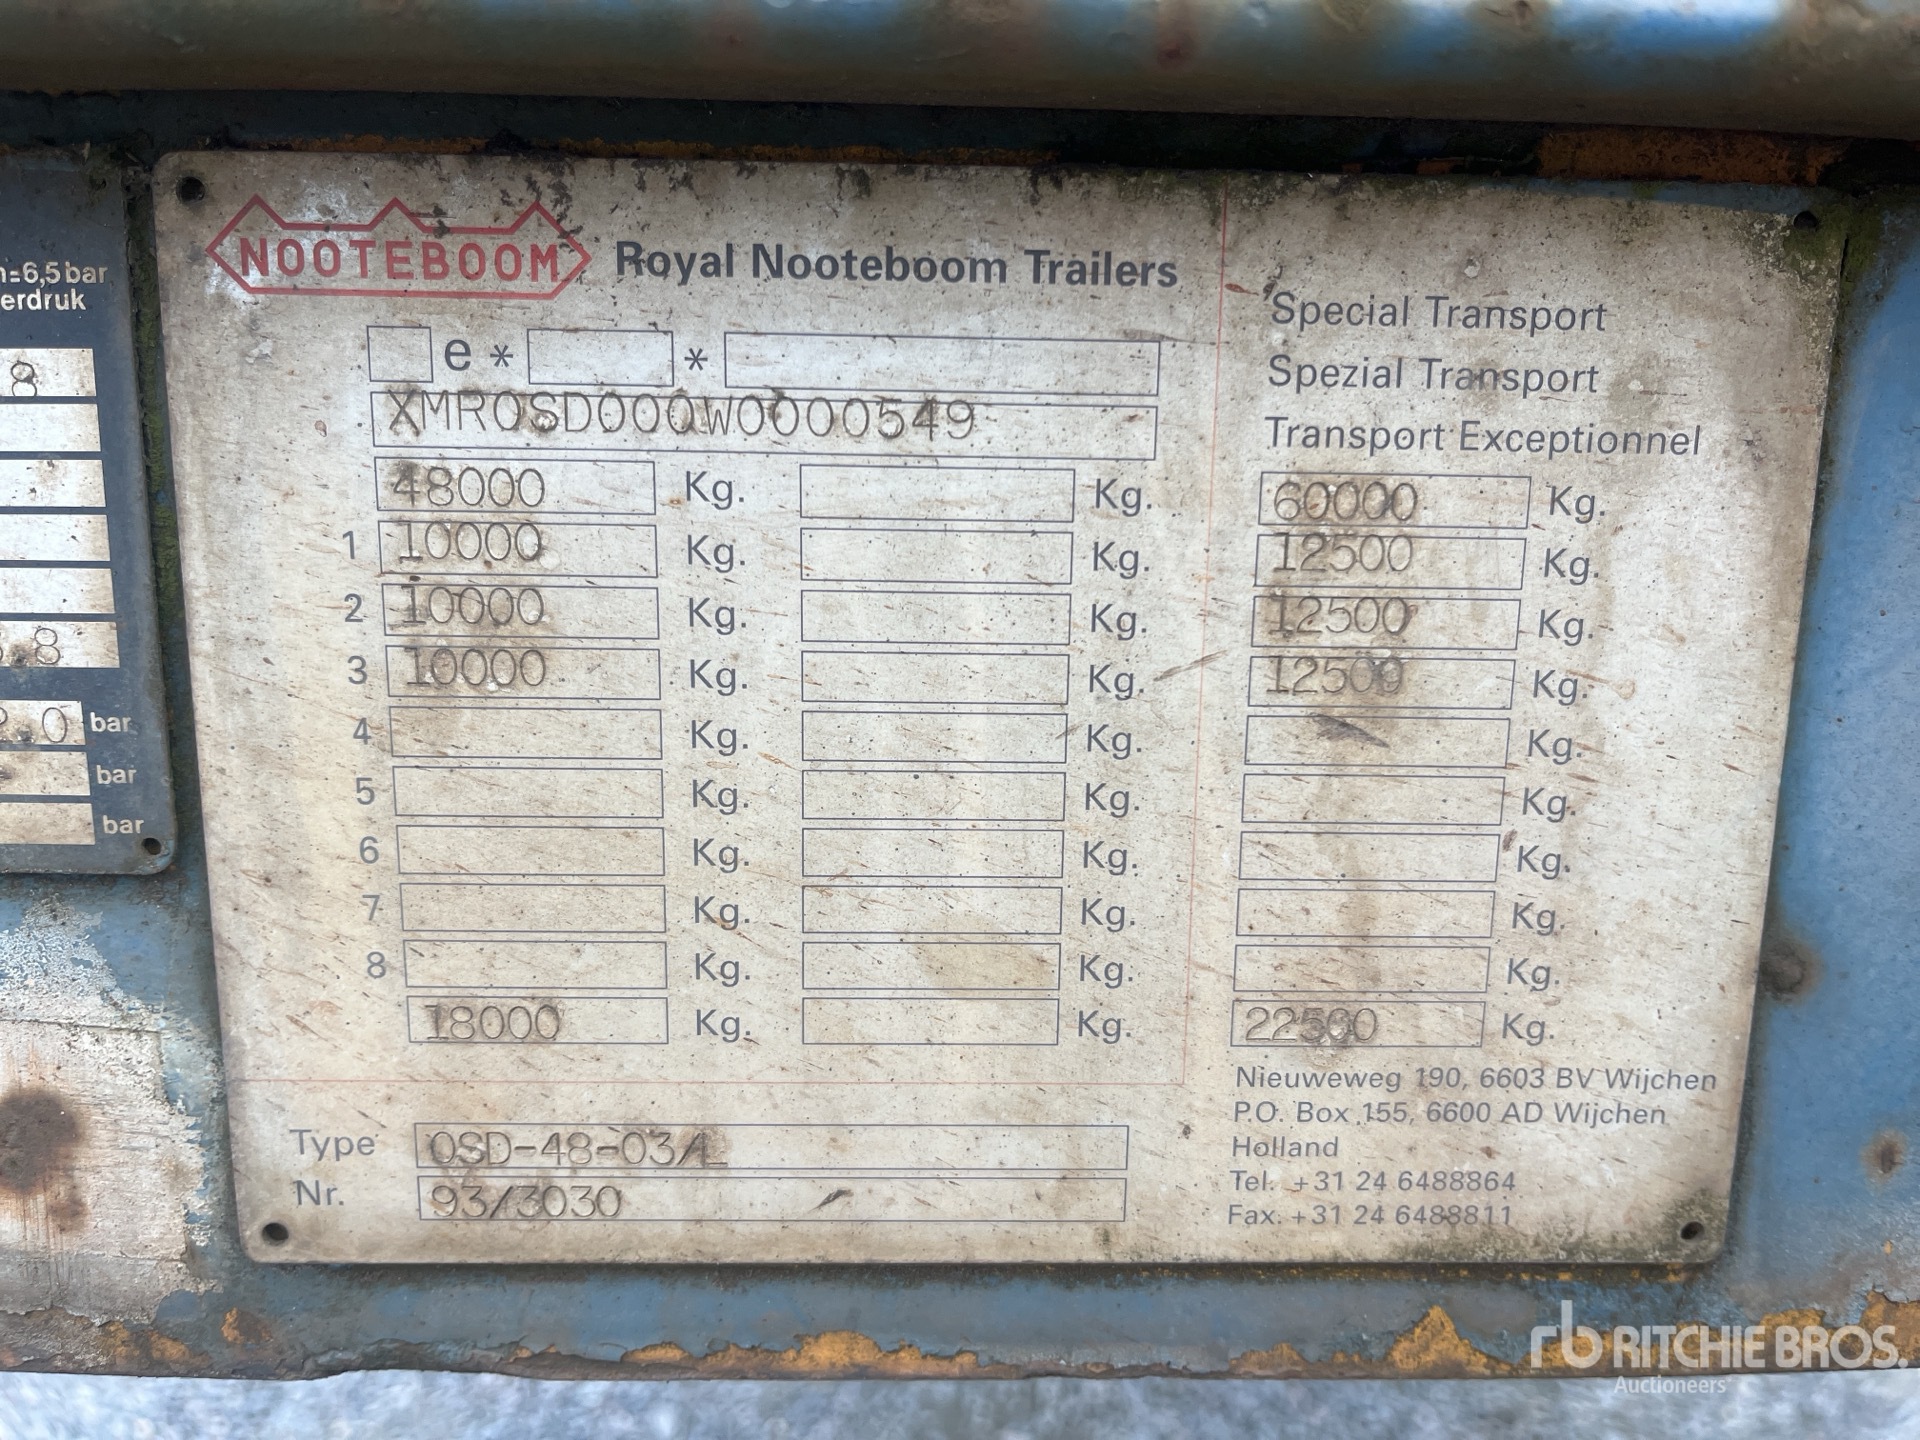 n=6,5 bar
erdruk
8
8
0 bar
bar
bar
NOOTEBOOM Royal Nooteboom Trailers
e * *
XMROSD000W0000549
48000 Kg. Kg.
1 10000 Kg. Kg.
2 10000 Kg. Kg.
3 10000 Kg. Kg.
4 Kg. Kg.
5 Kg. Kg.
6 Kg. Kg.
7 Kg. Kg.
8 Kg. Kg.
18000 Kg. Kg.
Type OSD-48-03/L
Nr. 93/3030
Special Transport
Spezial Transport
Transport Exceptionnel
60000 Kg.
12500 Kg.
12500 Kg.
12500 Kg.
Kg.
Kg.
Kg.
Kg.
Kg.
22500 Kg.
Nieuweweg 190, 6603 BV Wijchen
P.O. Box 155, 6600 AD Wijchen
Holland
Tel. +31 24 6488864
Fax. +31 24 6488811
rb RITCHIE BROS.
Auctioneers